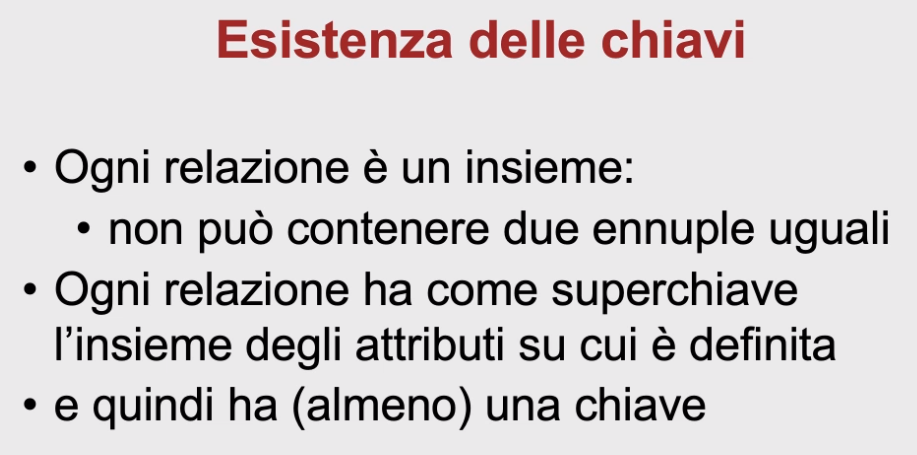 Esistenza delle chiavi
• Ogni relazione è un insieme:
• non può contenere due ennuple uguali
• Ogni relazione ha come superchiave
l’insieme degli attributi su cui è definita
• e quindi ha (almeno) una chiave